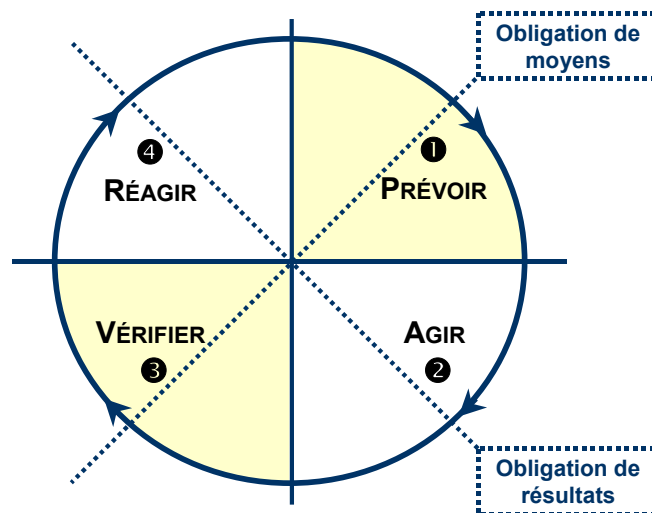 Obligation de
moyens
❶
PRÉVOIR
❹
RÉAGIR
VÉRIFIER
❸
AGIR
❷
Obligation de
résultats